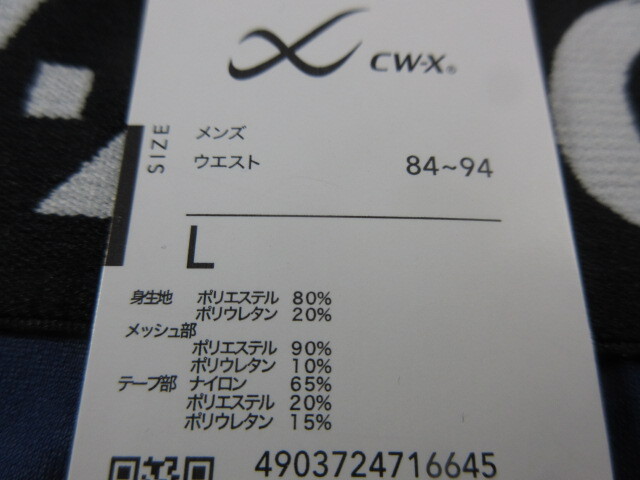 CW-X®
SIZE
メンズ
ウエスト 84~94
L
身生地 ポリエステル 80%
ポリウレタン 20%
メッシュ部
ポリエステル 90%
ポリウレタン 10%
テープ部 ナイロン 65%
ポリエステル 20%
ポリウレタン 15%
4903724716645